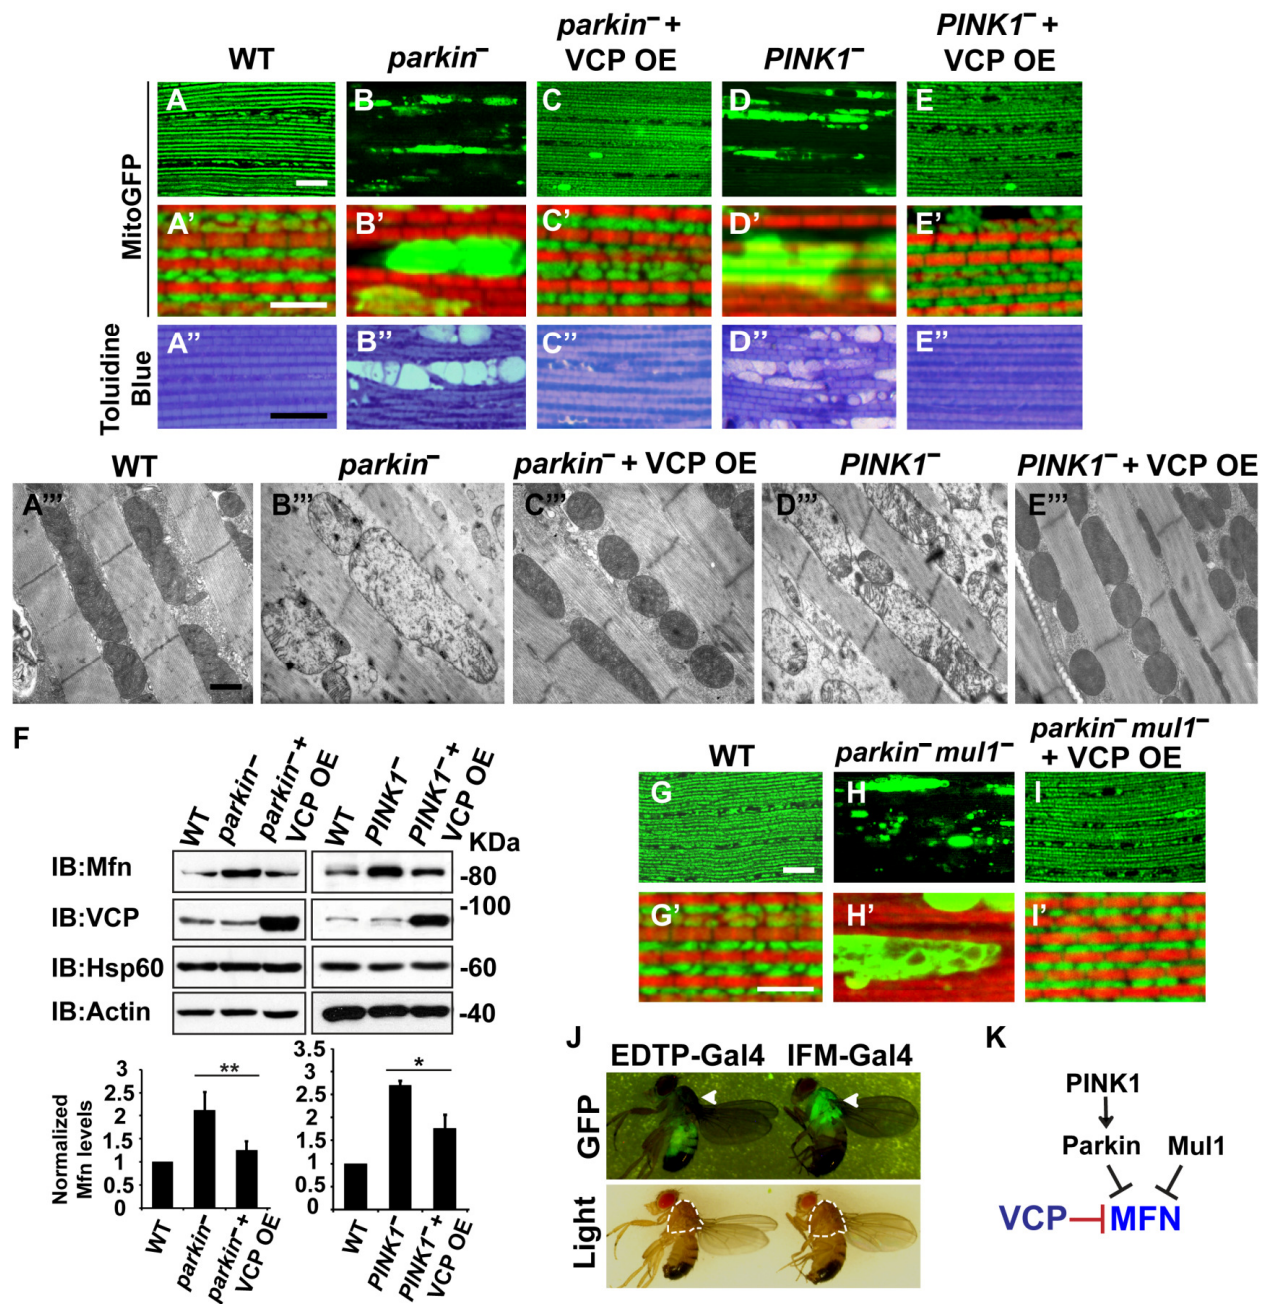 WT
parkin⁻
parkin⁻ +
VCP OE
PINK1⁻
PINK1⁻ +
VCP OE
MitoGFP
A
B
C
D
E
A’
B’
C’
D’
E’
Toluidine
Blue
A’’
B’’
C’’
D’’
E’’
WT
parkin⁻
parkin⁻ + VCP OE
PINK1⁻
PINK1⁻ + VCP OE
A’’’
B’’’
C’’’
D’’’
E’’’
F
WT
parkin⁻
parkin⁻ +
VCP OE
WT
PINK1⁻
PINK1⁻ +
VCP OE
KDa
IB:Mfn
-80
IB:VCP
-100
IB:Hsp60
-60
IB:Actin
-40
Normalized
Mfn levels
3
2.5
2
1.5
1
0.5
0
**
WT
parkin⁻
parkin⁻ +
VCP OE
3.5
3
2.5
2
1.5
1
0.5
0
*
WT
PINK1⁻
PINK1⁻ +
VCP OE
WT
parkin⁻ mul1⁻
parkin⁻ mul1⁻
+ VCP OE
G
H
I
G’
H’
I’
J
EDTP-Gal4
IFM-Gal4
GFP
Light
K
PINK1
Parkin
Mul1
VCP
MFN